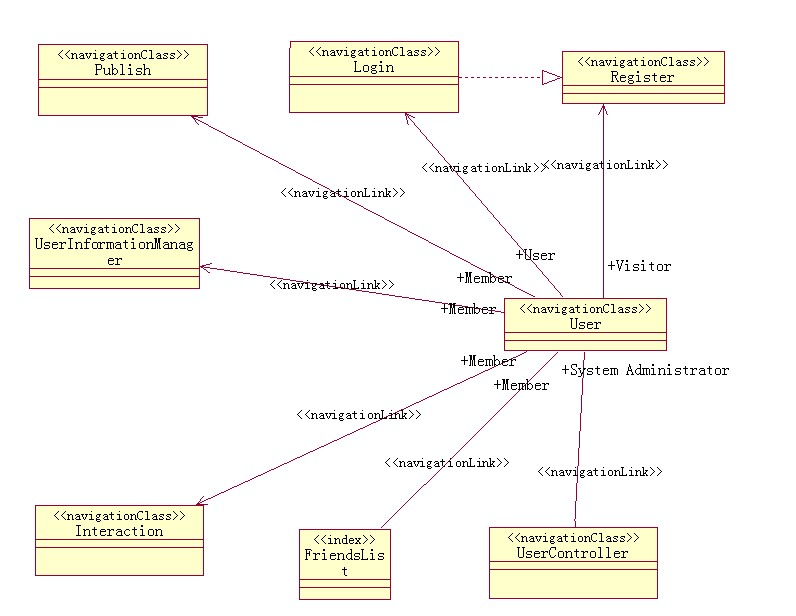 <<navigationClass>>
Publish
<<navigationClass>>
Login
<<navigationClass>>
Register
<<navigationLink>>
<<navigationLink>>
<<navigationLink>>
<<navigationClass>>
UserInformationManag
er
+User
+Visitor
+Member
<<navigationLink>>
+Member
<<navigationClass>>
User
+Member
+System Administrator
+Member
<<navigationLink>>
<<navigationLink>>
<<navigationLink>>
<<navigationClass>>
Interaction
<<index>>
FriendsLis
t
<<navigationClass>>
UserController